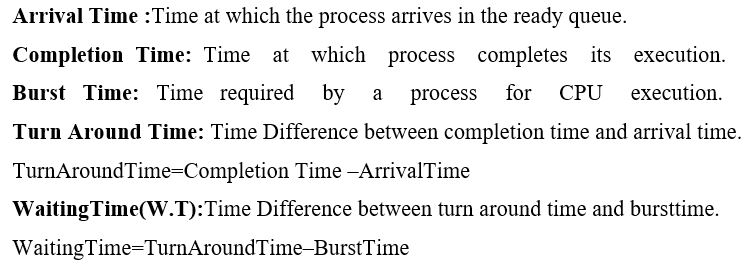 Arrival Time :Time at which the process arrives in the ready queue.
Completion Time: Time at which process completes its execution.
Burst Time: Time required by a process for CPU execution.
Turn Around Time: Time Difference between completion time and arrival time.
TurnAroundTime=Completion Time –ArrivalTime
WaitingTime(W.T):Time Difference between turn around time and bursttime.
WaitingTime=TurnAroundTime–BurstTime